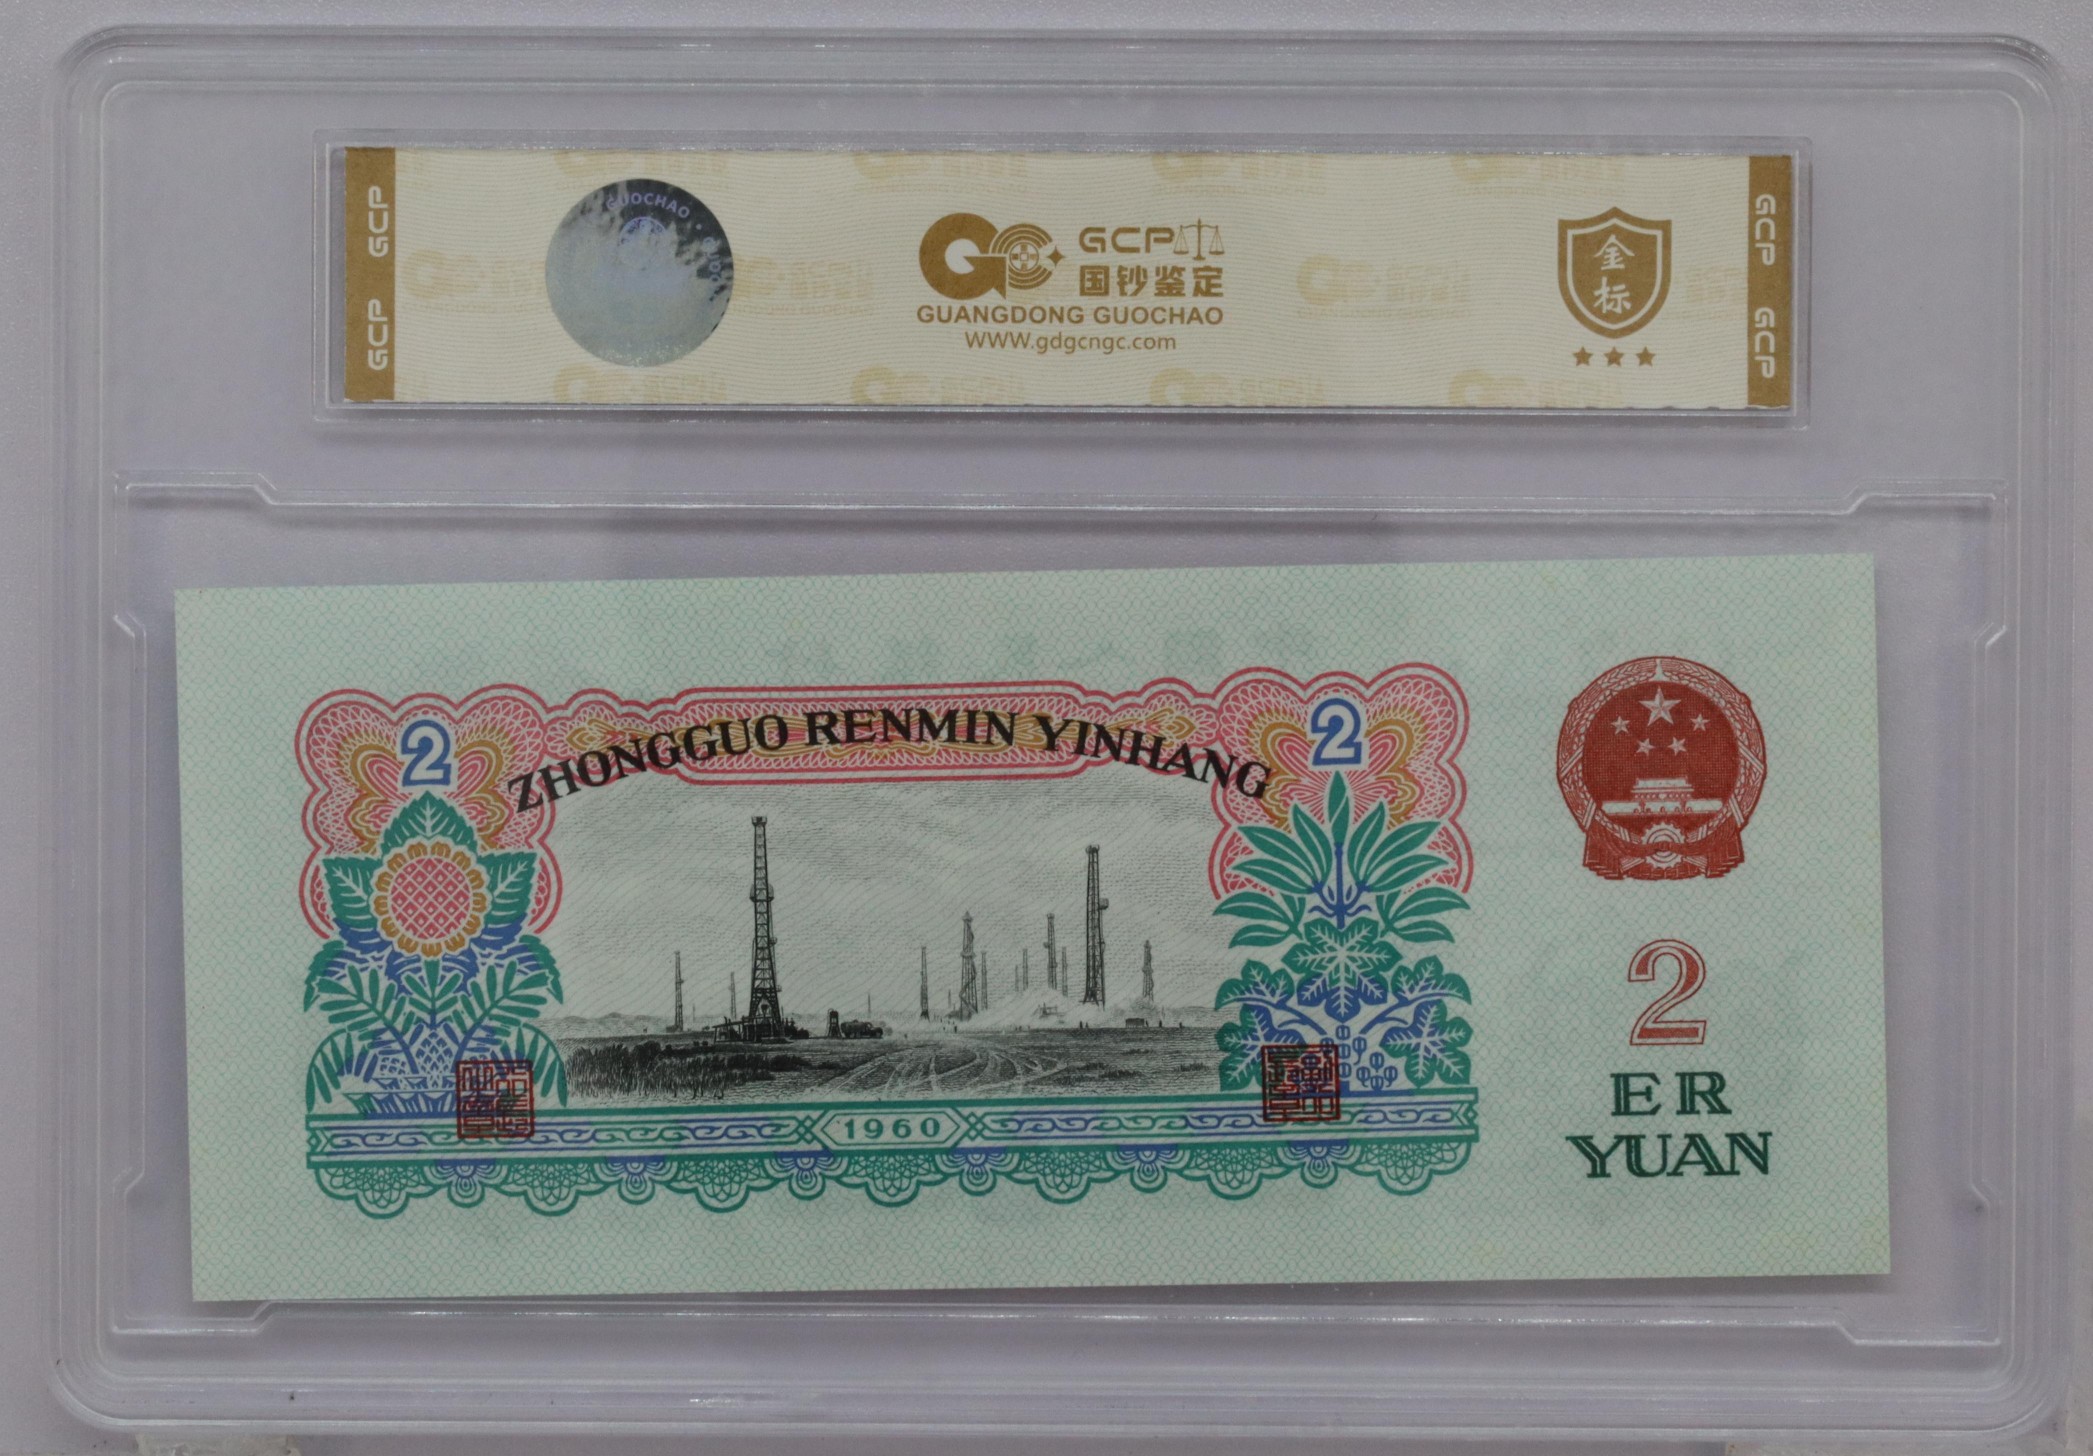 GCP
GCP
GUOCHAO
GCP
国钞鉴定
GUANGDONG GUOCHAO
WWW.gdgcngc.com
金标
GCP
GCP
ZHONGGUO RENMIN YINHANG
2
2
1960
2
ER
YUAN